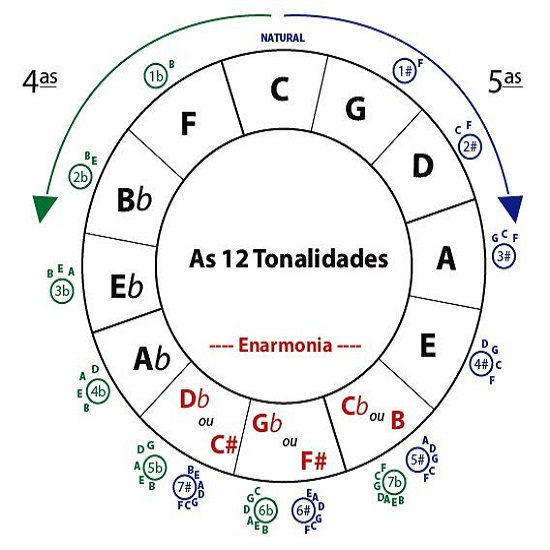 NATURAL
4as
5as
C
G
D
A
E
Cb ou B
Gb ou F#
Db ou C#
Ab
Eb
Bb
F
As 12 Tonalidades
---- Enarmonia ----
1# F
C F 2#
G C F 3#
D G C F 4#
A D G C F 5#
E A D G C F 6#
B E A D G C F 7#
1b B
B E 2b
B E A 3b
A D E B 4b
D G A E B 5b
G C D A E B 6b
F C G D A E B 7b